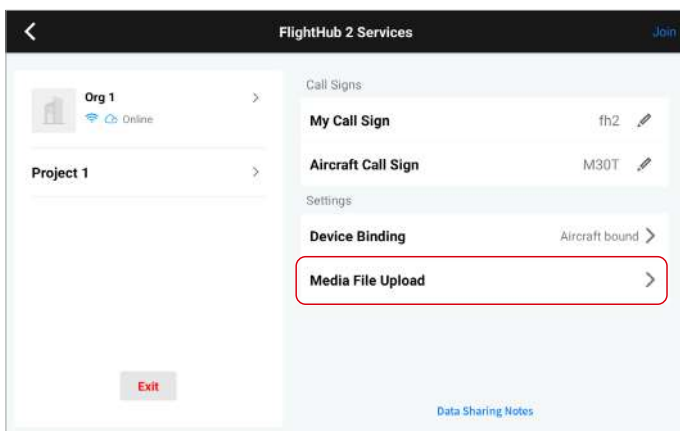 FlightHub 2 Services
Join
Org 1
Online
Project 1
Exit
Call Signs
My Call Sign fh2
Aircraft Call Sign M30T
Settings
Device Binding Aircraft bound
Media File Upload
Data Sharing Notes